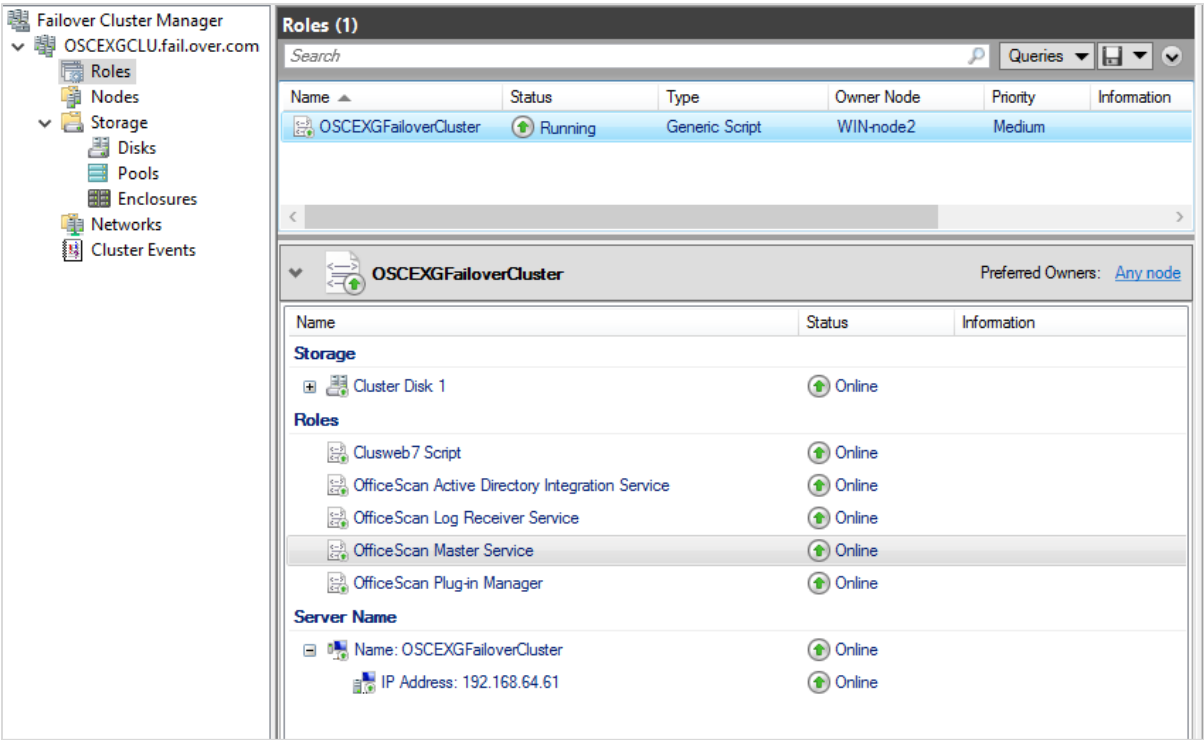 Failover Cluster Manager
OSCEXGCLU.fail.over.com
Roles
Nodes
Storage
Disks
Pools
Enclosures
Networks
Cluster Events
Roles (1)
Search
Queries
Name Status Type Owner Node Priority Information
OSCEXGFailoverCluster Running Generic Script WIN-node2 Medium
OSCEXGFailoverCluster Preferred Owners: Any node
Name Status Information
Storage
Cluster Disk 1 Online
Roles
Clusweb7 Script Online
OfficeScan Active Directory Integration Service Online
OfficeScan Log Receiver Service Online
OfficeScan Master Service Online
OfficeScan Plug-in Manager Online
Server Name
Name: OSCEXGFailoverCluster Online
IP Address: 192.168.64.61 Online